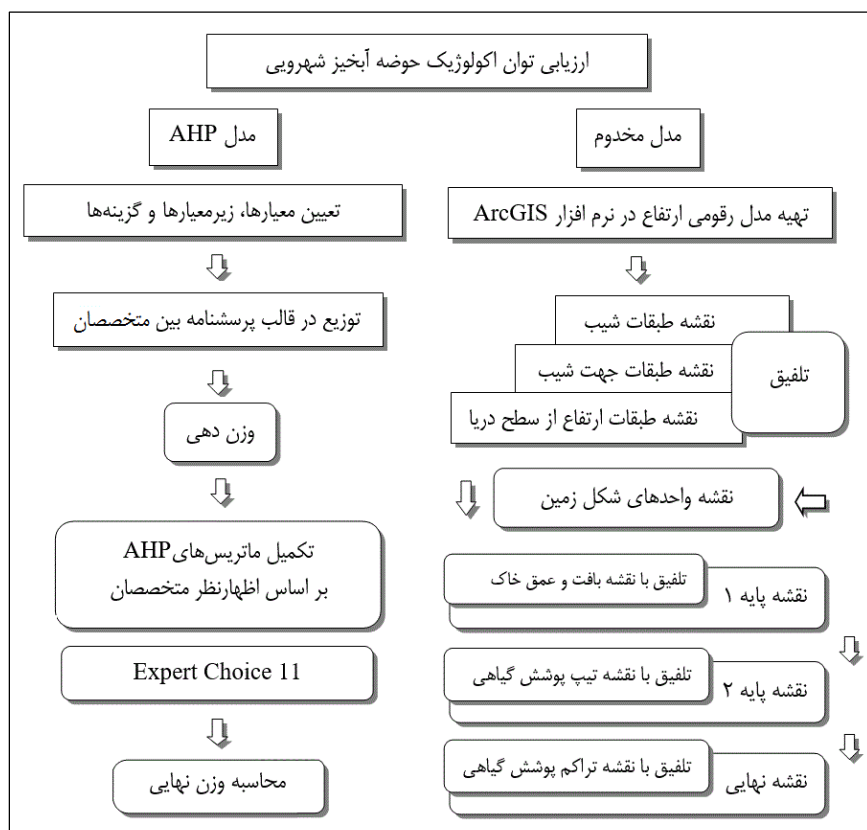 ارزیابی توان اکولوژیک حوضه آبخیز شهرویی
مدل مخدوم
تهیه مدل رقومی ارتفاع در نرم افزار ArcGIS
نقشه طبقات شیب
نقشه طبقات جهت شیب
نقشه طبقات ارتفاع از سطح دریا
تلفیق
نقشه واحدهای شکل زمین
نقشه پایه ۱
تلفیق با نقشه بافت و عمق خاک
نقشه پایه ۲
تلفیق با نقشه تیپ پوشش گیاهی
نقشه نهایی
تلفیق با نقشه تراکم پوشش گیاهی
مدل AHP
تعیین معیارها، زیرمعیارها و گزینه‌ها
توزیع در قالب پرسشنامه بین متخصصان
وزن دهی
تکمیل ماتریس‌های AHP
بر اساس اظهارنظر متخصصان
Expert Choice 11
محاسبه وزن نهایی